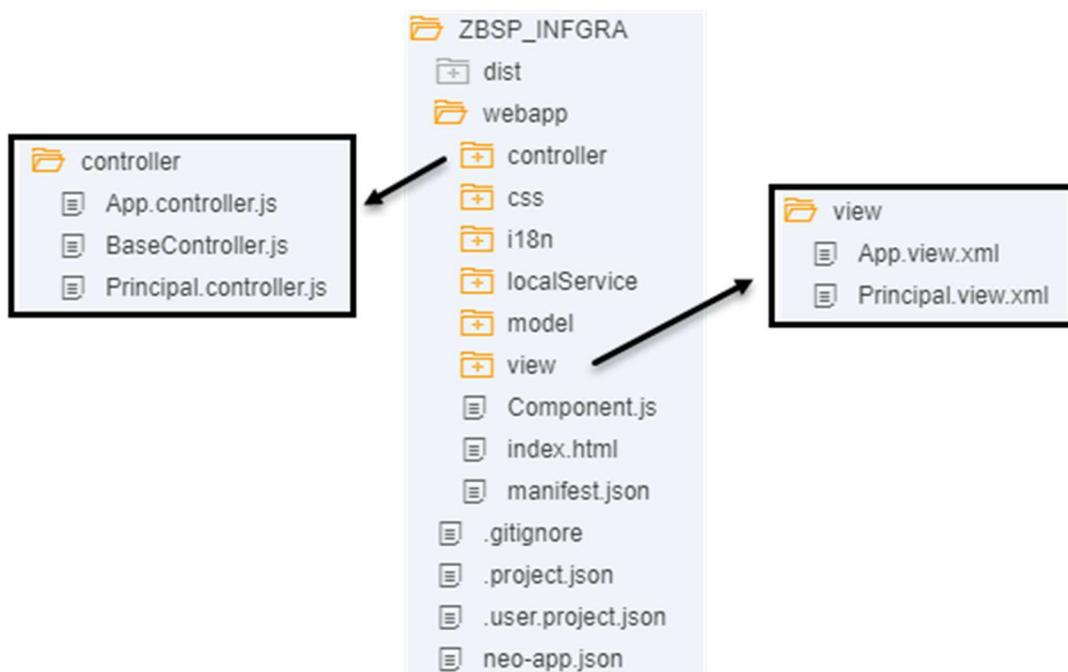 ZBSP_INFGRA
dist
webapp
controller
css
i18n
localService
model
view
Component.js
index.html
manifest.json
.gitignore
.project.json
.user.project.json
neo-app.json
controller
App.controller.js
BaseController.js
Principal.controller.js
view
App.view.xml
Principal.view.xml